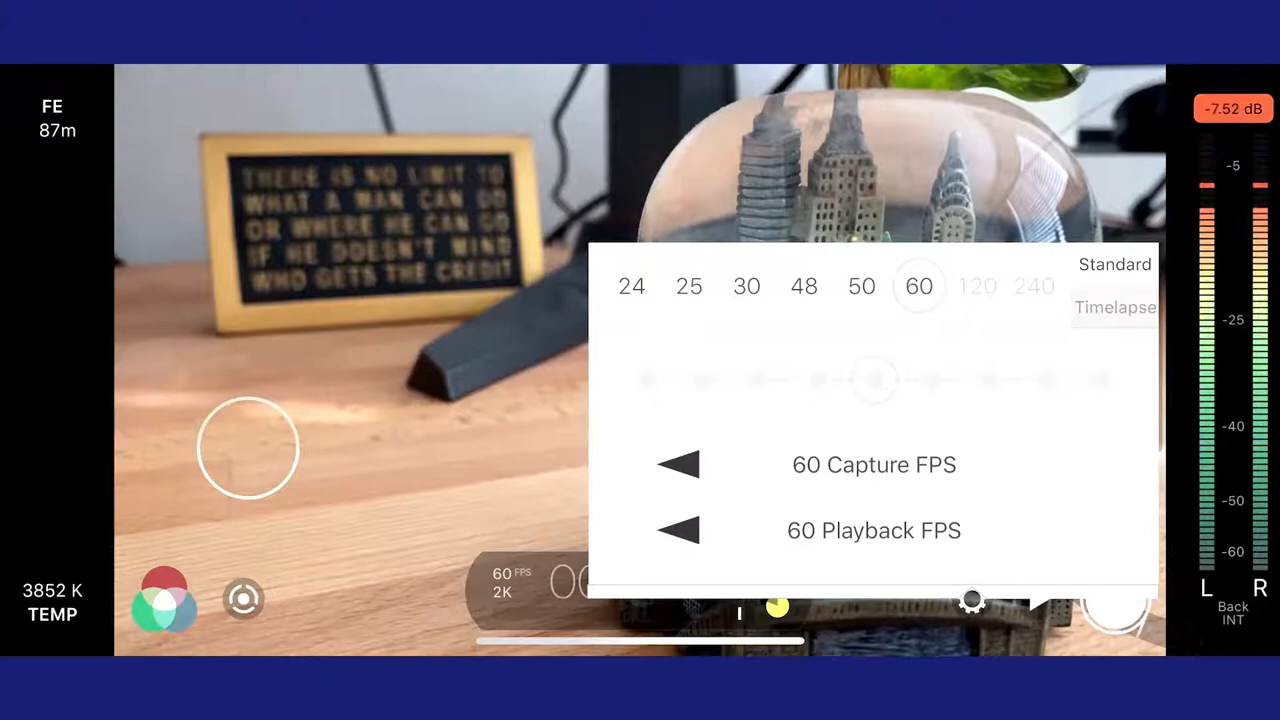 FE
87m
-7.52 dB
-5
THERE IS NO LIMIT TO
WHAT A MAN CAN DO
OR WHERE HE CAN GO
IF HE DOESN'T MIND
WHO GETS THE CREDIT
24 25 30 48 50 60 120 240
Standard
Timelapse
-25
-40
60 Capture FPS
-50
60 Playback FPS
-60
60 FPS
2K
00
3852 K
TEMP
L R
Back
INT